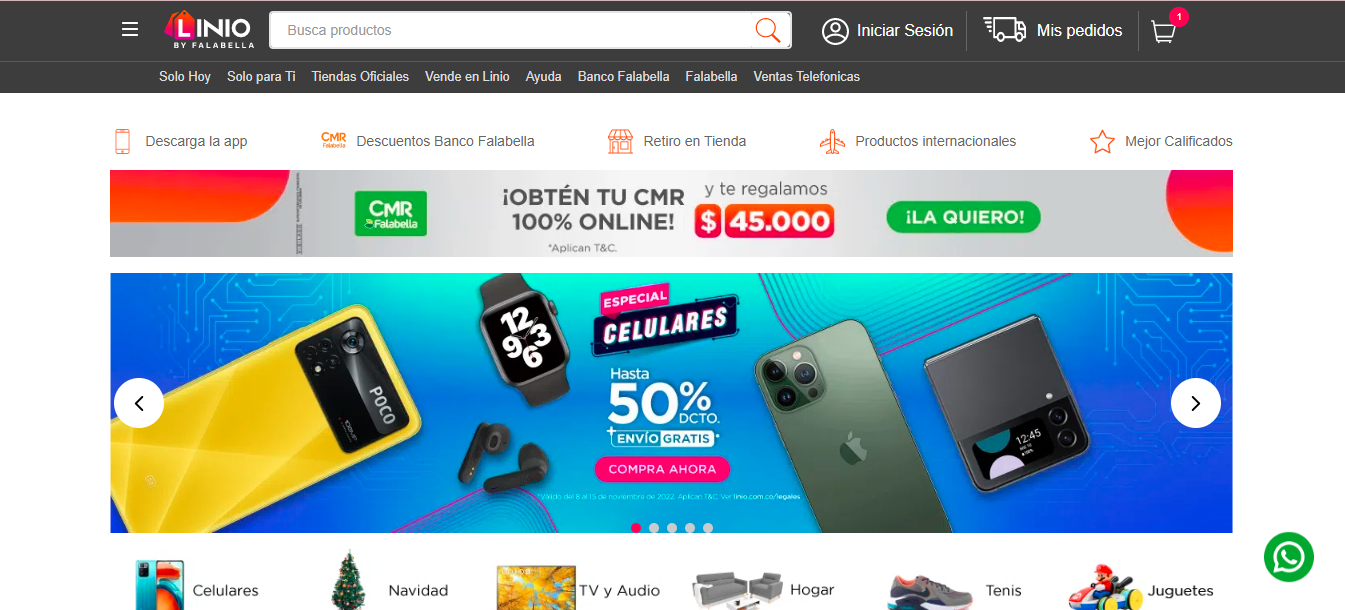 LINIO
BY FALABELLA
Busca productos
Iniciar Sesión
Mis pedidos
1
Solo Hoy
Solo para Ti
Tiendas Oficiales
Vende en Linio
Ayuda
Banco Falabella
Falabella
Ventas Telefonicas
Descarga la app
CMR
Falabella
Descuentos Banco Falabella
Retiro en Tienda
Productos internacionales
Mejor Calificados
CMR
Falabella
¡OBTÉN TU CMR
100% ONLINE!
*Aplican T&C.
y te regalamos
$ 45.000
¡LA QUIERO!
POCO
12
9 3
6
ESPECIAL
CELULARES
Hasta
50%
DCTO.
+ENVÍO GRATIS*
COMPRA AHORA
*Válido del 8 al 15 de noviembre de 2022. Aplican T&C. Ver linio.com.co/legales
12:45
Celulares
Navidad
TV y Audio
Hogar
Tenis
Juguetes